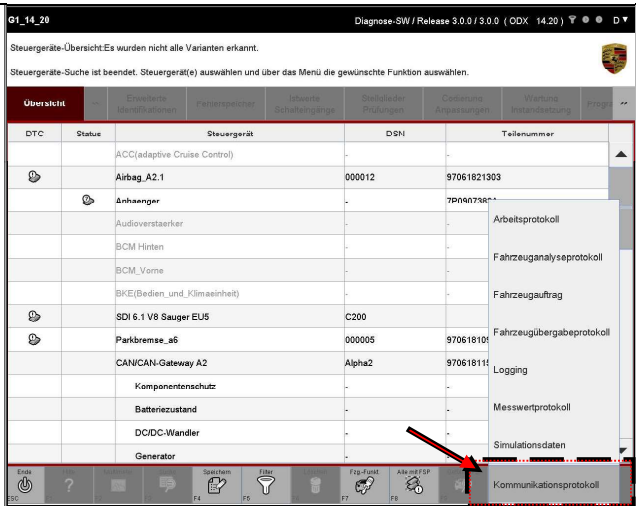 G1_14_20 Diagnose-SW / Release 3.0.0 / 3.0.0 ( ODX 14.20 ) D
Steuergeräte-Übersicht:Es wurden nicht alle Varianten erkannt.
Steuergeräte-Suche ist beendet. Steuergerät(e) auswählen und über das Menü die gewünschte Funktion auswählen.
Übersicht Erweiterte Identifikationen Fehlerspeicher Istwerte Schalteingänge Stellglieder Prüfungen Codierung Anpassungen Wartung Instandsetzung
DTC Status Steuergerät DSN Teilenummer
ACC(adaptive Cruise Control) - -
Airbag_A2.1 000012 97061821303
Anhaenger -
Audioverstaerker - -
BCM Hinten - -
BCM_Vorne - -
BKE(Bedien_und_Klimaeinheit) - -
SDI 6.1 V8 Sauger EU5 C200
Parkbremse_a6 000005
CAN/CAN-Gateway A2 Alpha2
Komponentenschutz - -
Batteriezustand - -
DC/DC-Wandler - -
Generator - -
Arbeitsprotokoll
Fahrzeuganalyseprotokoll
Fahrzeugauftrag
Fahrzeugübergabeprotokoll
Logging
Messwertprotokoll
Simulationsdaten
Kommunikationsprotokoll
Ende Speichern Filter Fzg.-Funkt. Alle mit FSP
ESC F4 F5 F7 F8